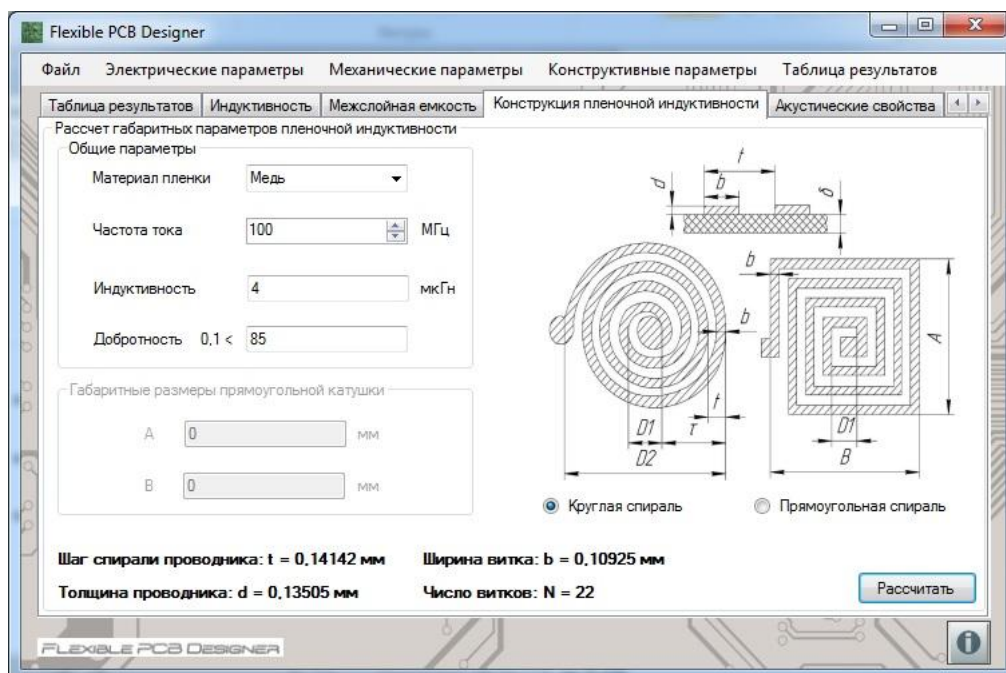 Flexible PCB Designer
Файл Электрические параметры Механические параметры Конструктивные параметры Таблица результатов
Таблица результатов Индуктивность Межслойная емкость Конструкция пленочной индуктивности Акустические свойства
Рассчет габаритных параметров пленочной индуктивности
Общие параметры
Материал пленки Медь
Частота тока 100 МГц
Индуктивность 4 мкГн
Добротность 0,1 < 85
Габаритные размеры прямоугольной катушки
A 0 мм
B 0 мм
t
d b δ
b
b A
t
D1 T D1
D2 B
Круглая спираль Прямоугольная спираль
Шаг спирали проводника: t = 0,14142 мм Ширина витка: b = 0,10925 мм
Толщина проводника: d = 0,13505 мм Число витков: N = 22
Рассчитать
FLEXIBLE PCB DESIGNER